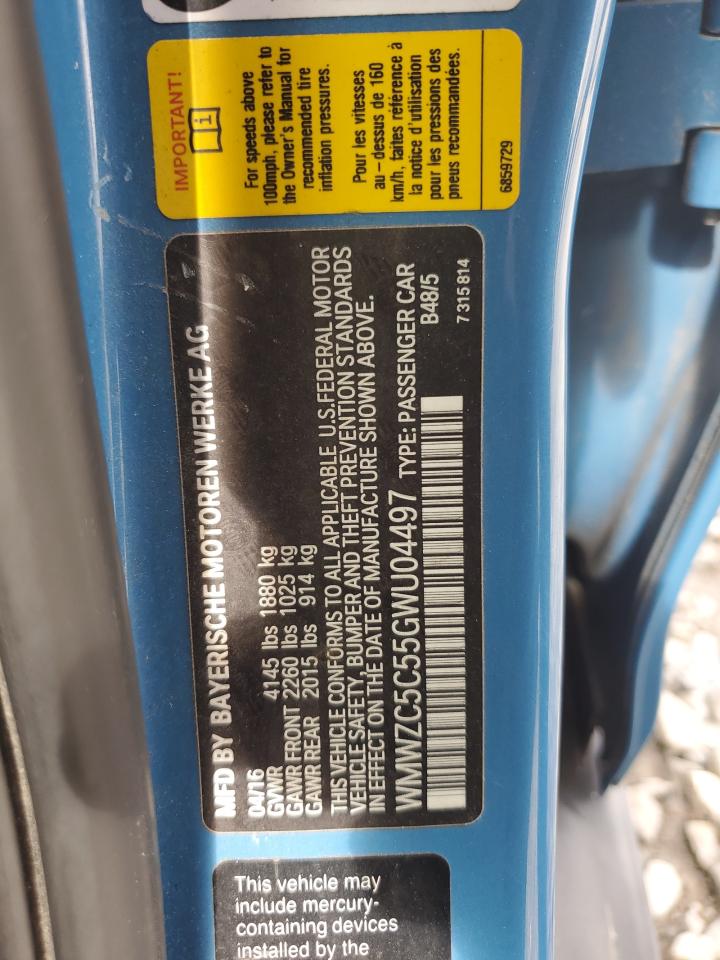 IMPORTANT!
For speeds above
100mph, please refer to
the Owner's Manual for
recommended tire
inflation pressures.
Pour les vitesses
au – dessus de 160
km/h, faites référence à
la notice d'utilisation
pour les pressions des
pneus recommandées.
6859729
MFD BY BAYERISCHE MOTOREN WERKE AG
04/16
GVWR 4145 lbs 1880 kg
GAWR FRONT 2260 lbs 1025 kg
GAWR REAR 2015 lbs 914 kg
THIS VEHICLE CONFORMS TO ALL APPLICABLE U.S.FEDERAL MOTOR
VEHICLE SAFETY, BUMPER AND THEFT PREVENTION STANDARDS
IN EFFECT ON THE DATE OF MANUFACTURE SHOWN ABOVE.
WMWZC5C55GWU04497 TYPE: PASSENGER CAR
B48/5
7 315 814
This vehicle may
include mercury-
containing devices
installed by the